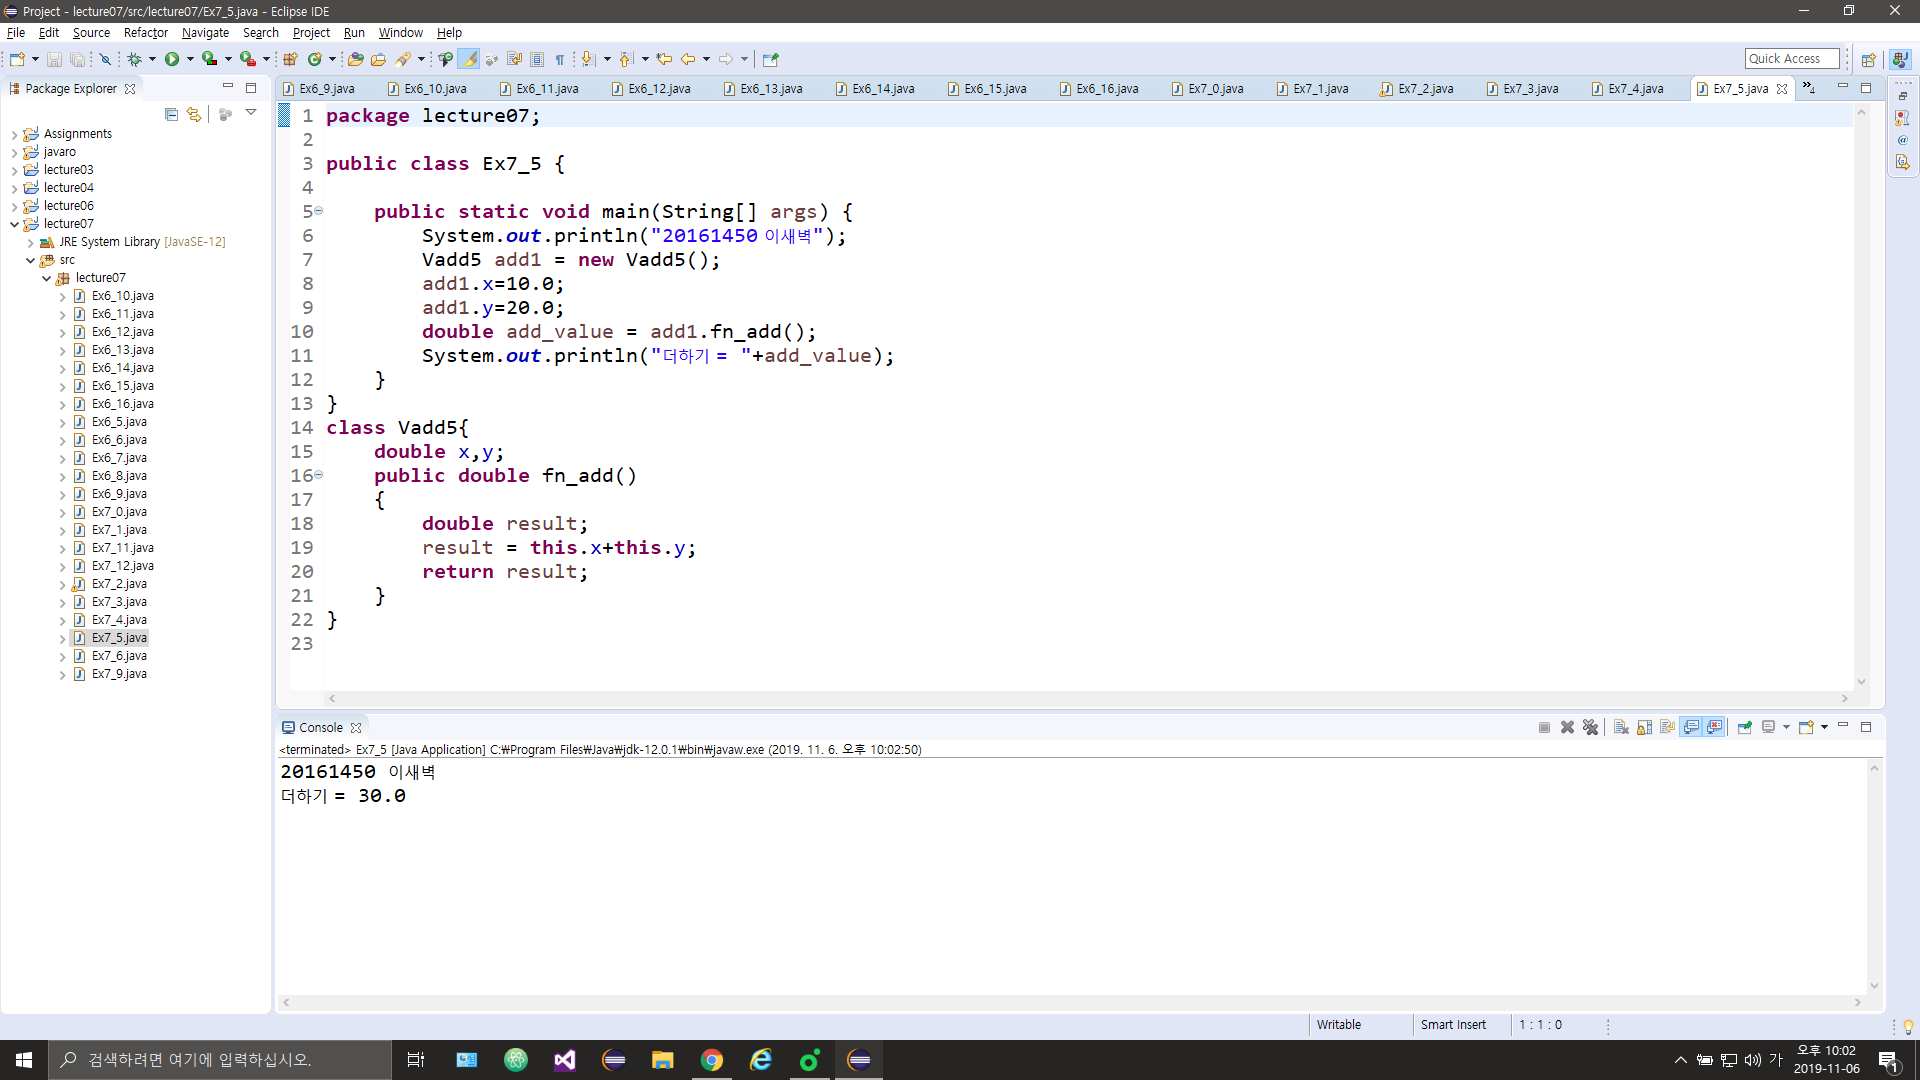 Project - lecture07/src/lecture07/Ex7_5.java - Eclipse IDE
File Edit Source Refactor Navigate Search Project Run Window Help
Quick Access
Package Explorer
Assignments
javaro
lecture03
lecture04
lecture06
lecture07
JRE System Library [JavaSE-12]
src
lecture07
Ex6_10.java
Ex6_11.java
Ex6_12.java
Ex6_13.java
Ex6_14.java
Ex6_15.java
Ex6_16.java
Ex6_5.java
Ex6_6.java
Ex6_7.java
Ex6_8.java
Ex6_9.java
Ex7_0.java
Ex7_1.java
Ex7_11.java
Ex7_12.java
Ex7_2.java
Ex7_3.java
Ex7_4.java
Ex7_5.java
Ex7_6.java
Ex7_9.java
Ex6_9.java Ex6_10.java Ex6_11.java Ex6_12.java Ex6_13.java Ex6_14.java Ex6_15.java Ex6_16.java Ex7_0.java Ex7_1.java Ex7_2.java Ex7_3.java Ex7_4.java Ex7_5.java »4
1 package lecture07;
2
3 public class Ex7_5 {
4
5 public static void main(String[] args) {
6 System.out.println("20161450 이새벽");
7 Vadd5 add1 = new Vadd5();
8 add1.x=10.0;
9 add1.y=20.0;
10 double add_value = add1.fn_add();
11 System.out.println("더하기 = "+add_value);
12 }
13 }
14 class Vadd5{
15 double x,y;
16 public double fn_add()
17 {
18 double result;
19 result = this.x+this.y;
20 return result;
21 }
22 }
23
Console
<terminated> Ex7_5 [Java Application] C:₩Program Files₩Java₩jdk-12.0.1₩bin₩javaw.exe (2019. 11. 6. 오후 10:02:50)
20161450 이새벽
더하기 = 30.0
Writable Smart Insert 1 : 1 : 0
검색하려면 여기에 입력하십시오.
가 오후 10:02
2019-11-06
1